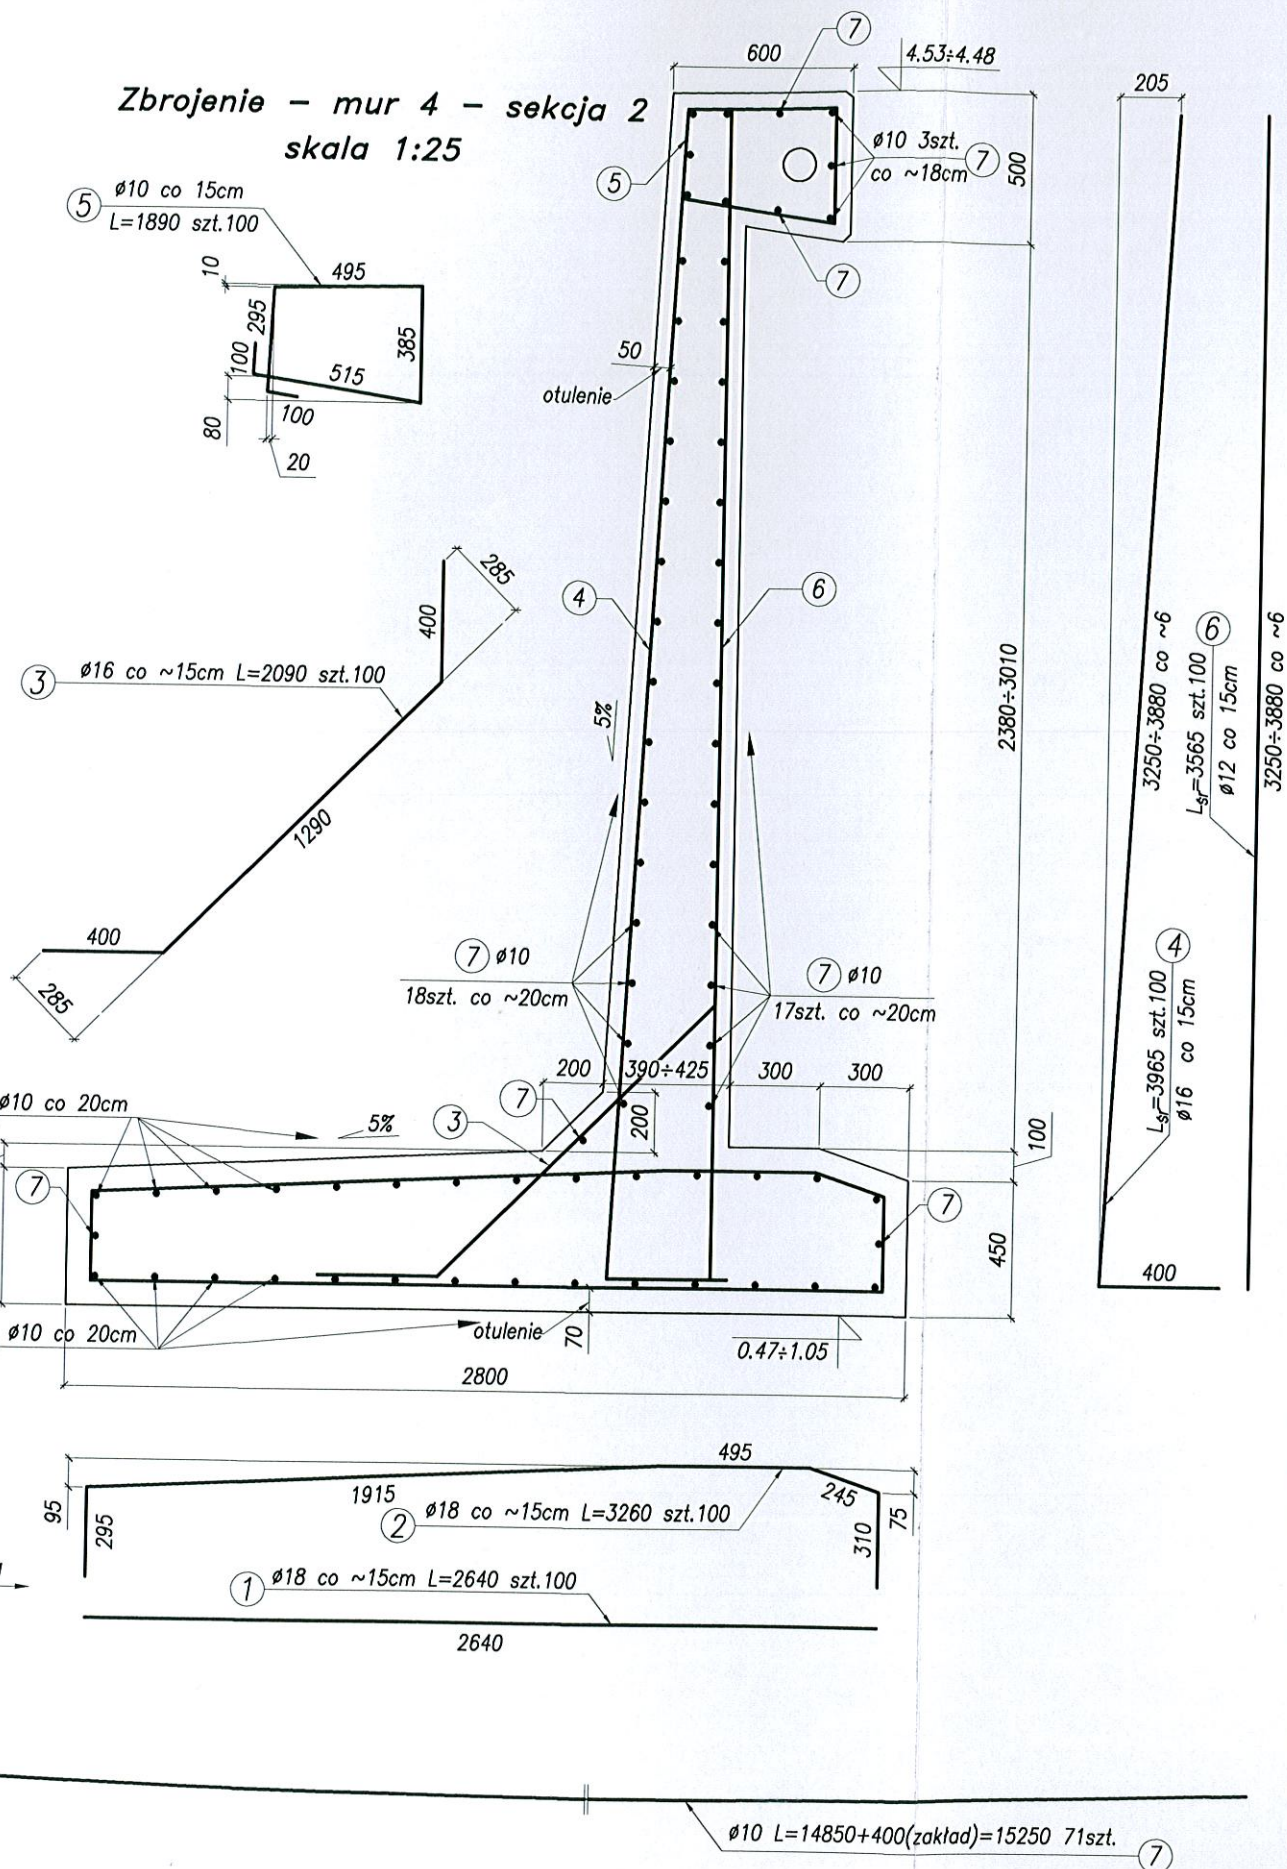 Zbrojenie – mur 4 – sekcja 2
skala 1:25
7
600
4.53÷4.48
205
5
ø10 co 15cm
L=1890 szt.100
5
ø10 3szt.
co ~18cm
7
500
7
10
495
295
100
385
515
100
80
20
50
otulenie
4
6
285
400
3
ø16 co ~15cm L=2090 szt.100
1290
400
285
5%
2380÷3010
3250÷3880 co ~6
6
Lśr=3565 szt.100
ø12 co 15cm
3250÷3880 co ~6
7 ø10
18szt. co ~20cm
7 ø10
17szt. co ~20cm
4
Lśr=3965 szt.100
ø16 co 15cm
400
200
390÷425
300
300
200
100
ø10 co 20cm
5%
3
7
7
7
450
ø10 co 20cm
otulenie
70
0.47÷1.05
2800
495
95
295
1915
245
310
75
2
ø18 co ~15cm L=3260 szt.100
1
ø18 co ~15cm L=2640 szt.100
2640
ø10 L=14850+400(zakład)=15250 71szt.
7